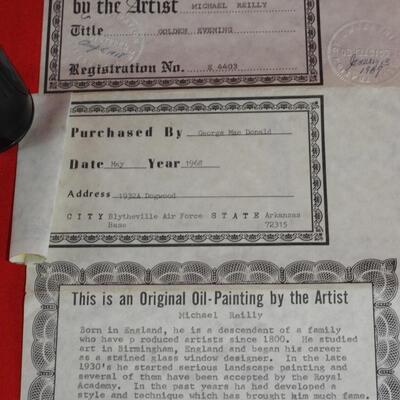 by the Artist MICHAEL REILLY
Title GOLDEN EVENING
Registration No. E 4403
1969
Purchased By George Mac Donald
Date May Year 1968
Address 1932A Dogwood
CITY Blytheville Air Force STATE Arkansas
Base 72315
This is an Original Oil-Painting by the Artist
Michael Reilly
Born in England, he is a descendent of a family
who have p roduced artists since 1800. He studied
art in Birmingham, England and began his career
as a stained glass window designer. In the late
1930's he started serious landscape painting and
several of them have been accepted by the Royal
Academy. In the past years he had developed a
style and technique which has brought him much fame.